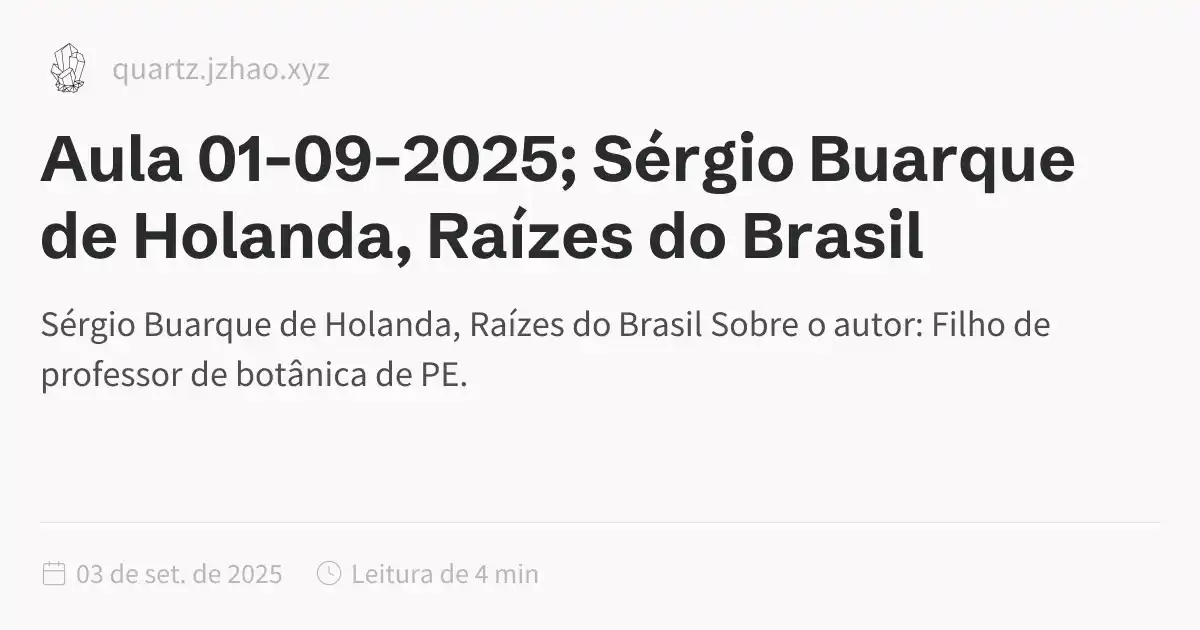 quartz.jzhao.xyz
Aula 01-09-2025; Sérgio Buarque
de Holanda, Raízes do Brasil
Sérgio Buarque de Holanda, Raízes do Brasil Sobre o autor: Filho de
professor de botânica de PE.
03 de set. de 2025 Leitura de 4 min